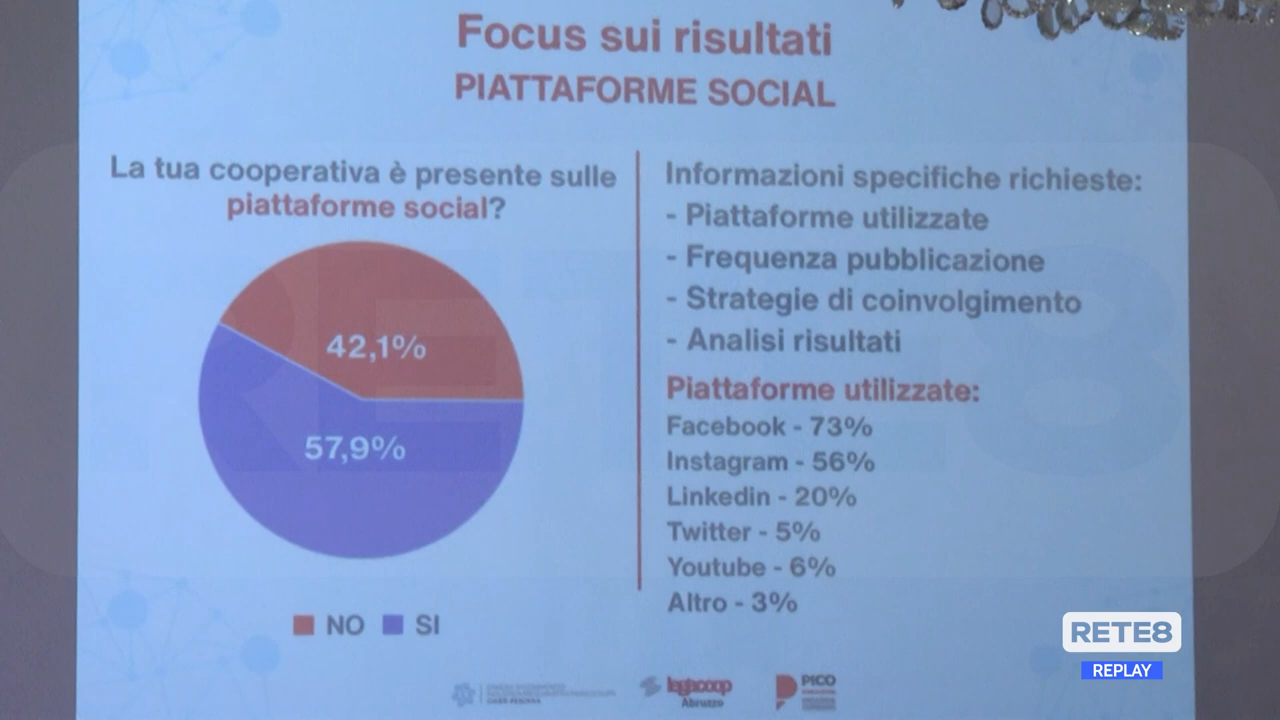 Focus sui risultati
PIATTAFORME SOCIAL
La tua cooperativa è presente sulle
piattaforme social?
42,1%
57,9%
NO SI
Informazioni specifiche richieste:
- Piattaforme utilizzate
- Frequenza pubblicazione
- Strategie di coinvolgimento
- Analisi risultati
Piattaforme utilizzate:
Facebook - 73%
Instagram - 56%
Linkedin - 20%
Twitter - 5%
Youtube - 6%
Altro - 3%
legacoop
Abruzzo
PICO
RETE8
REPLAY
RETE8